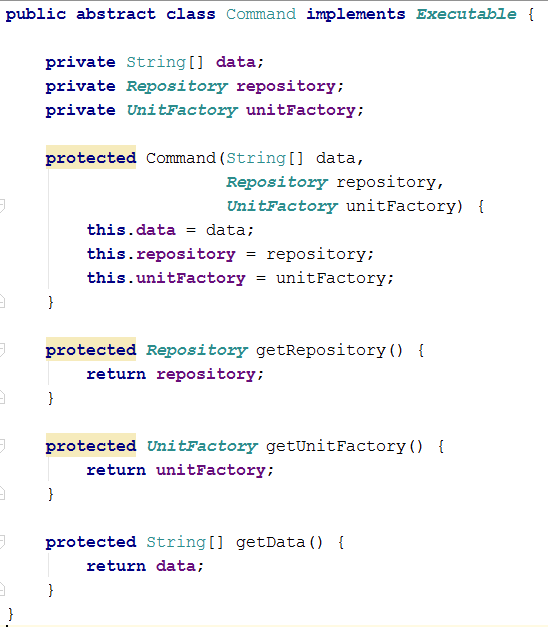 public abstract class Command implements Executable {
    private String[] data;
    private Repository repository;
    private UnitFactory unitFactory;
    protected Command(String[] data,
                      Repository repository,
                      UnitFactory unitFactory) {
        this.data = data;
        this.repository = repository;
        this.unitFactory = unitFactory;
    }
    protected Repository getRepository() {
        return repository;
    }
    protected UnitFactory getUnitFactory() {
        return unitFactory;
    }
    protected String[] getData() {
        return data;
    }
}